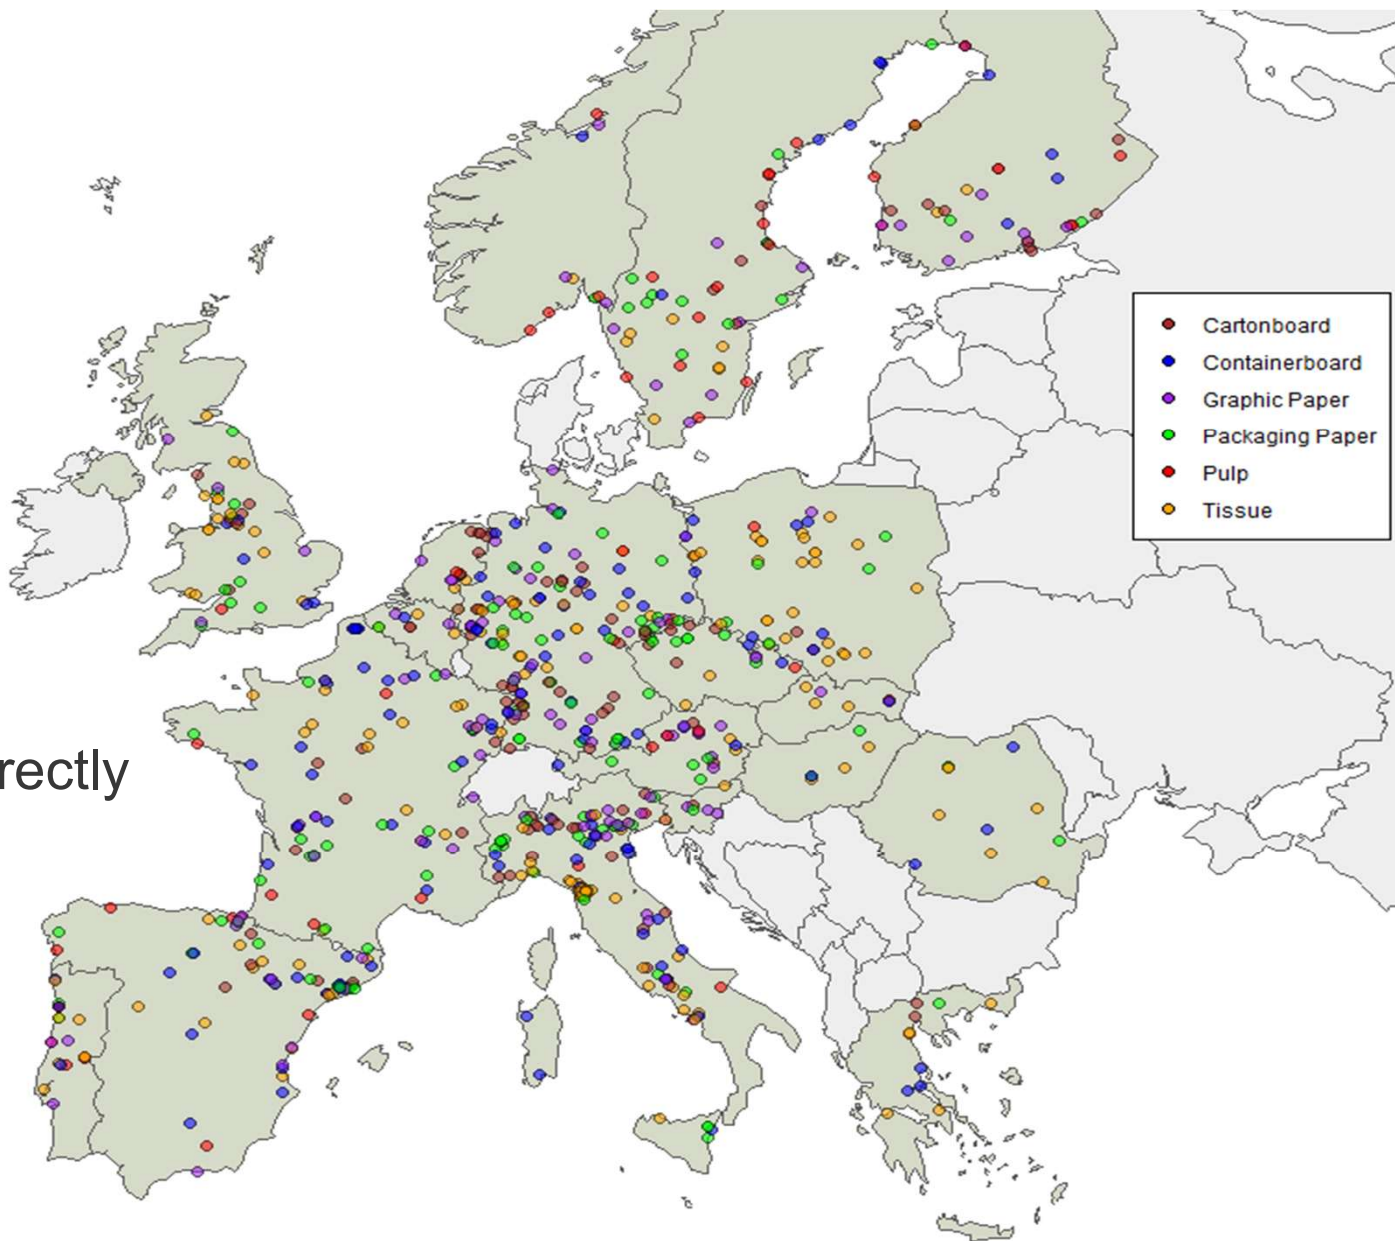 Cartonboard
Containerboard
Graphic Paper
Packaging Paper
Pulp
Tissue
rectly